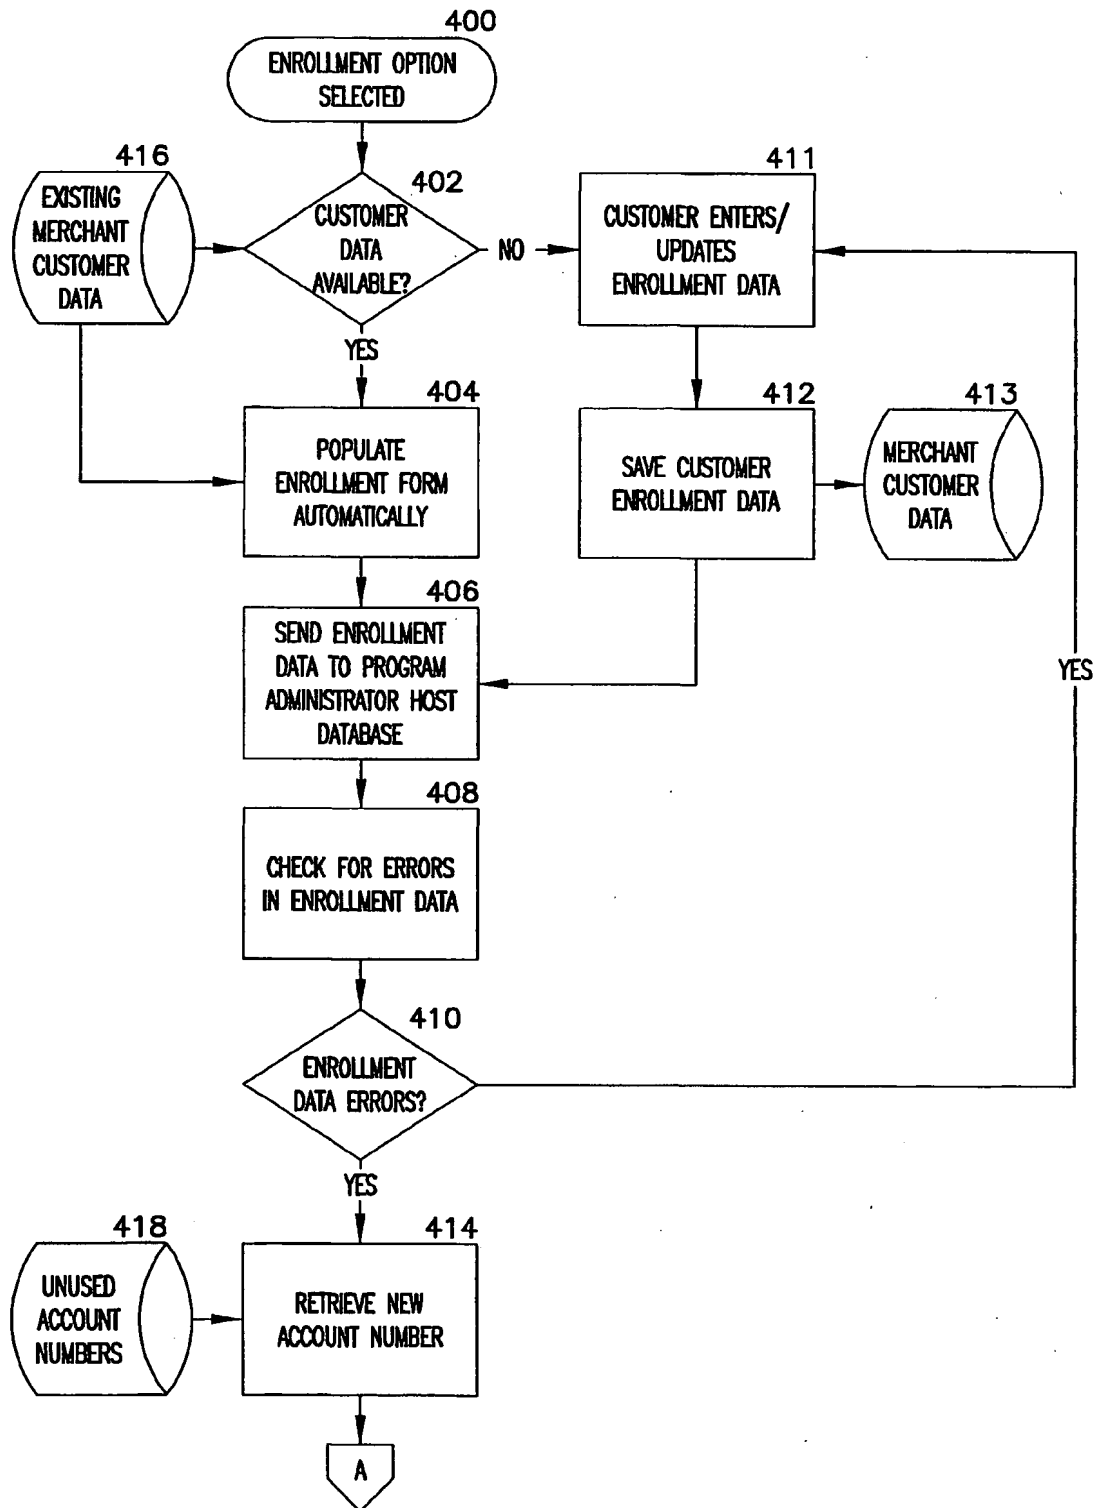 400
ENROLLMENT OPTION
SELECTED
416
EXISTING
MERCHANT
CUSTOMER
DATA
402
CUSTOMER
DATA
AVAILABLE?
NO
411
CUSTOMER ENTERS/
UPDATES
ENROLLMENT DATA
YES
404
POPULATE
ENROLLMENT FORM
AUTOMATICALLY
412
SAVE CUSTOMER
ENROLLMENT DATA
413
MERCHANT
CUSTOMER
DATA
406
SEND ENROLLMENT
DATA TO PROGRAM
ADMINISTRATOR HOST
DATABASE
YES
408
CHECK FOR ERRORS
IN ENROLLMENT DATA
410
ENROLLMENT
DATA ERRORS?
YES
418
UNUSED
ACCOUNT
NUMBERS
414
RETRIEVE NEW
ACCOUNT NUMBER
A